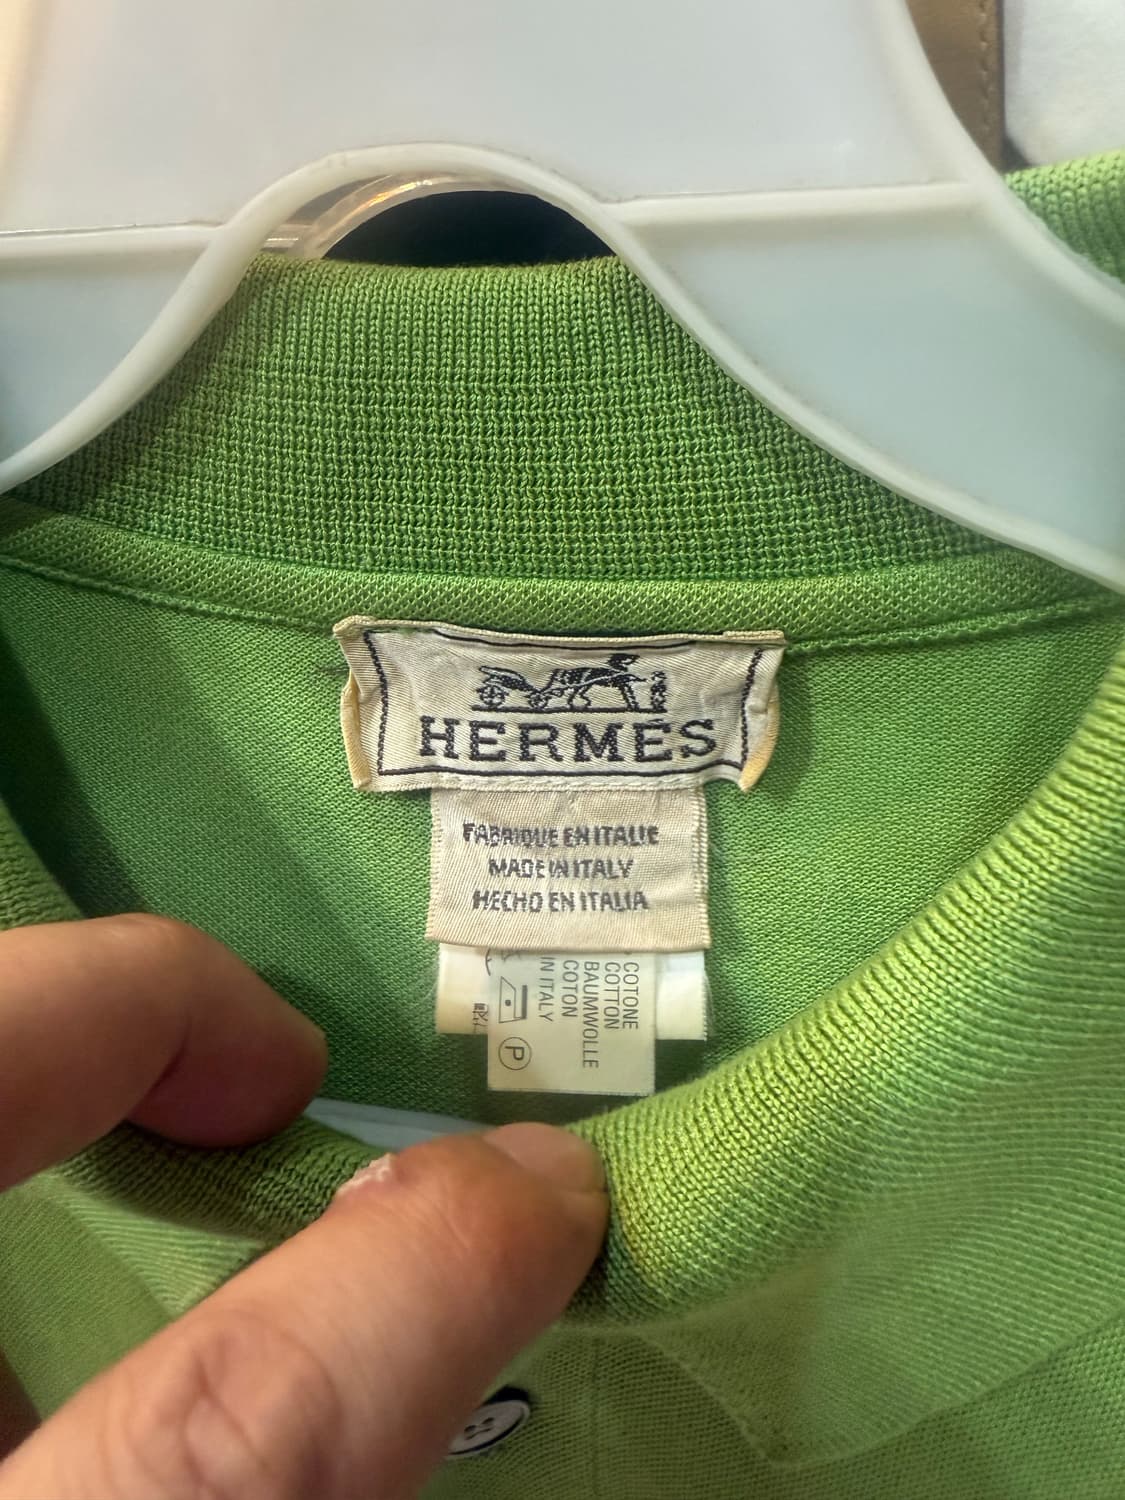 HERMÈS
FABRIQUE EN ITALIE
MADE IN ITALY
HECHO EN ITALIA
COTONE
COTTON
BAUMWOLLE
COTON
IN ITALY
P